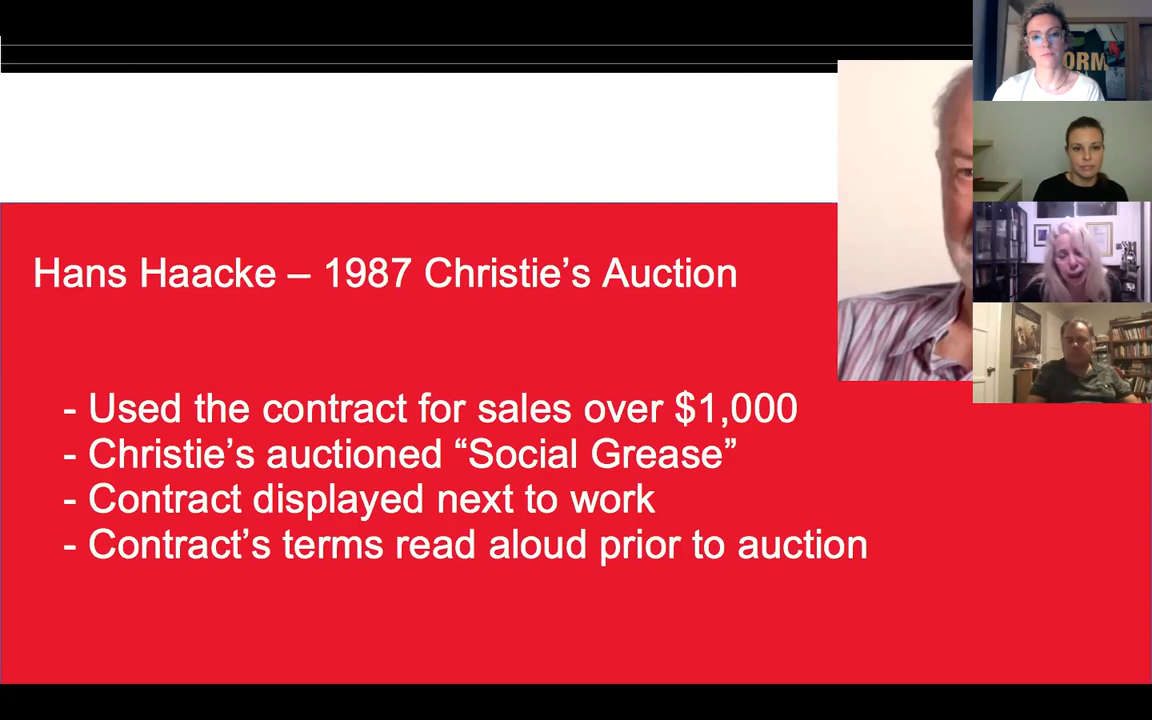 ORM
Hans Haacke – 1987 Christie’s Auction
- Used the contract for sales over $1,000
- Christie’s auctioned “Social Grease”
- Contract displayed next to work
- Contract’s terms read aloud prior to auction